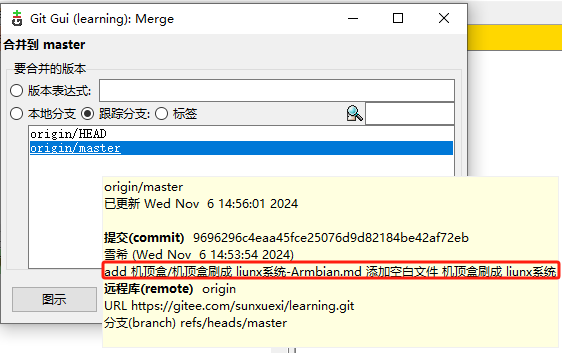 Git Gui (learning): Merge
合并到 master
要合并的版本
版本表达式:
本地分支 跟踪分支: 标签
origin/HEAD
origin/master
origin/master
已更新 Wed Nov 6 14:56:01 2024
提交(commit) 9696296c4eaa45fce25076d9d82184be42af72eb
雪希 (Wed Nov 6 14:53:54 2024)
add 机顶盒/机顶盒刷成 liunx系统-Armbian.md 添加空白文件 机顶盒刷成 liunx系统
图示
远程库(remote) origin
URL https://gitee.com/sunxuexi/learning.git
分支(branch) refs/heads/master